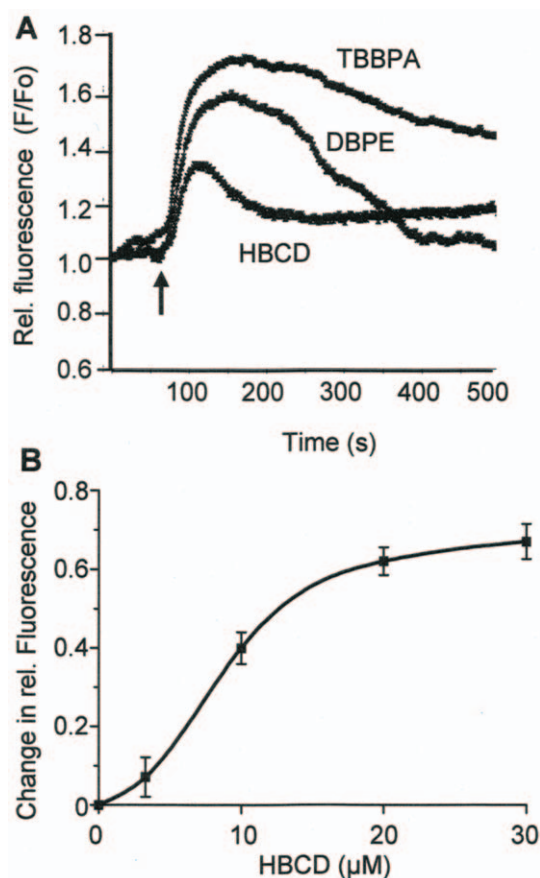 A
1.8
1.6
1.4
1.2
1.0
0.8
0.6
Rel. fluorescence (F/Fo)
TBBPA
DBPE
HBCD
100 200 300 400 500
Time (s)
B
0.8
0.6
0.4
0.2
0
Change in rel. Fluorescence
0 10 20 30
HBCD (µM)